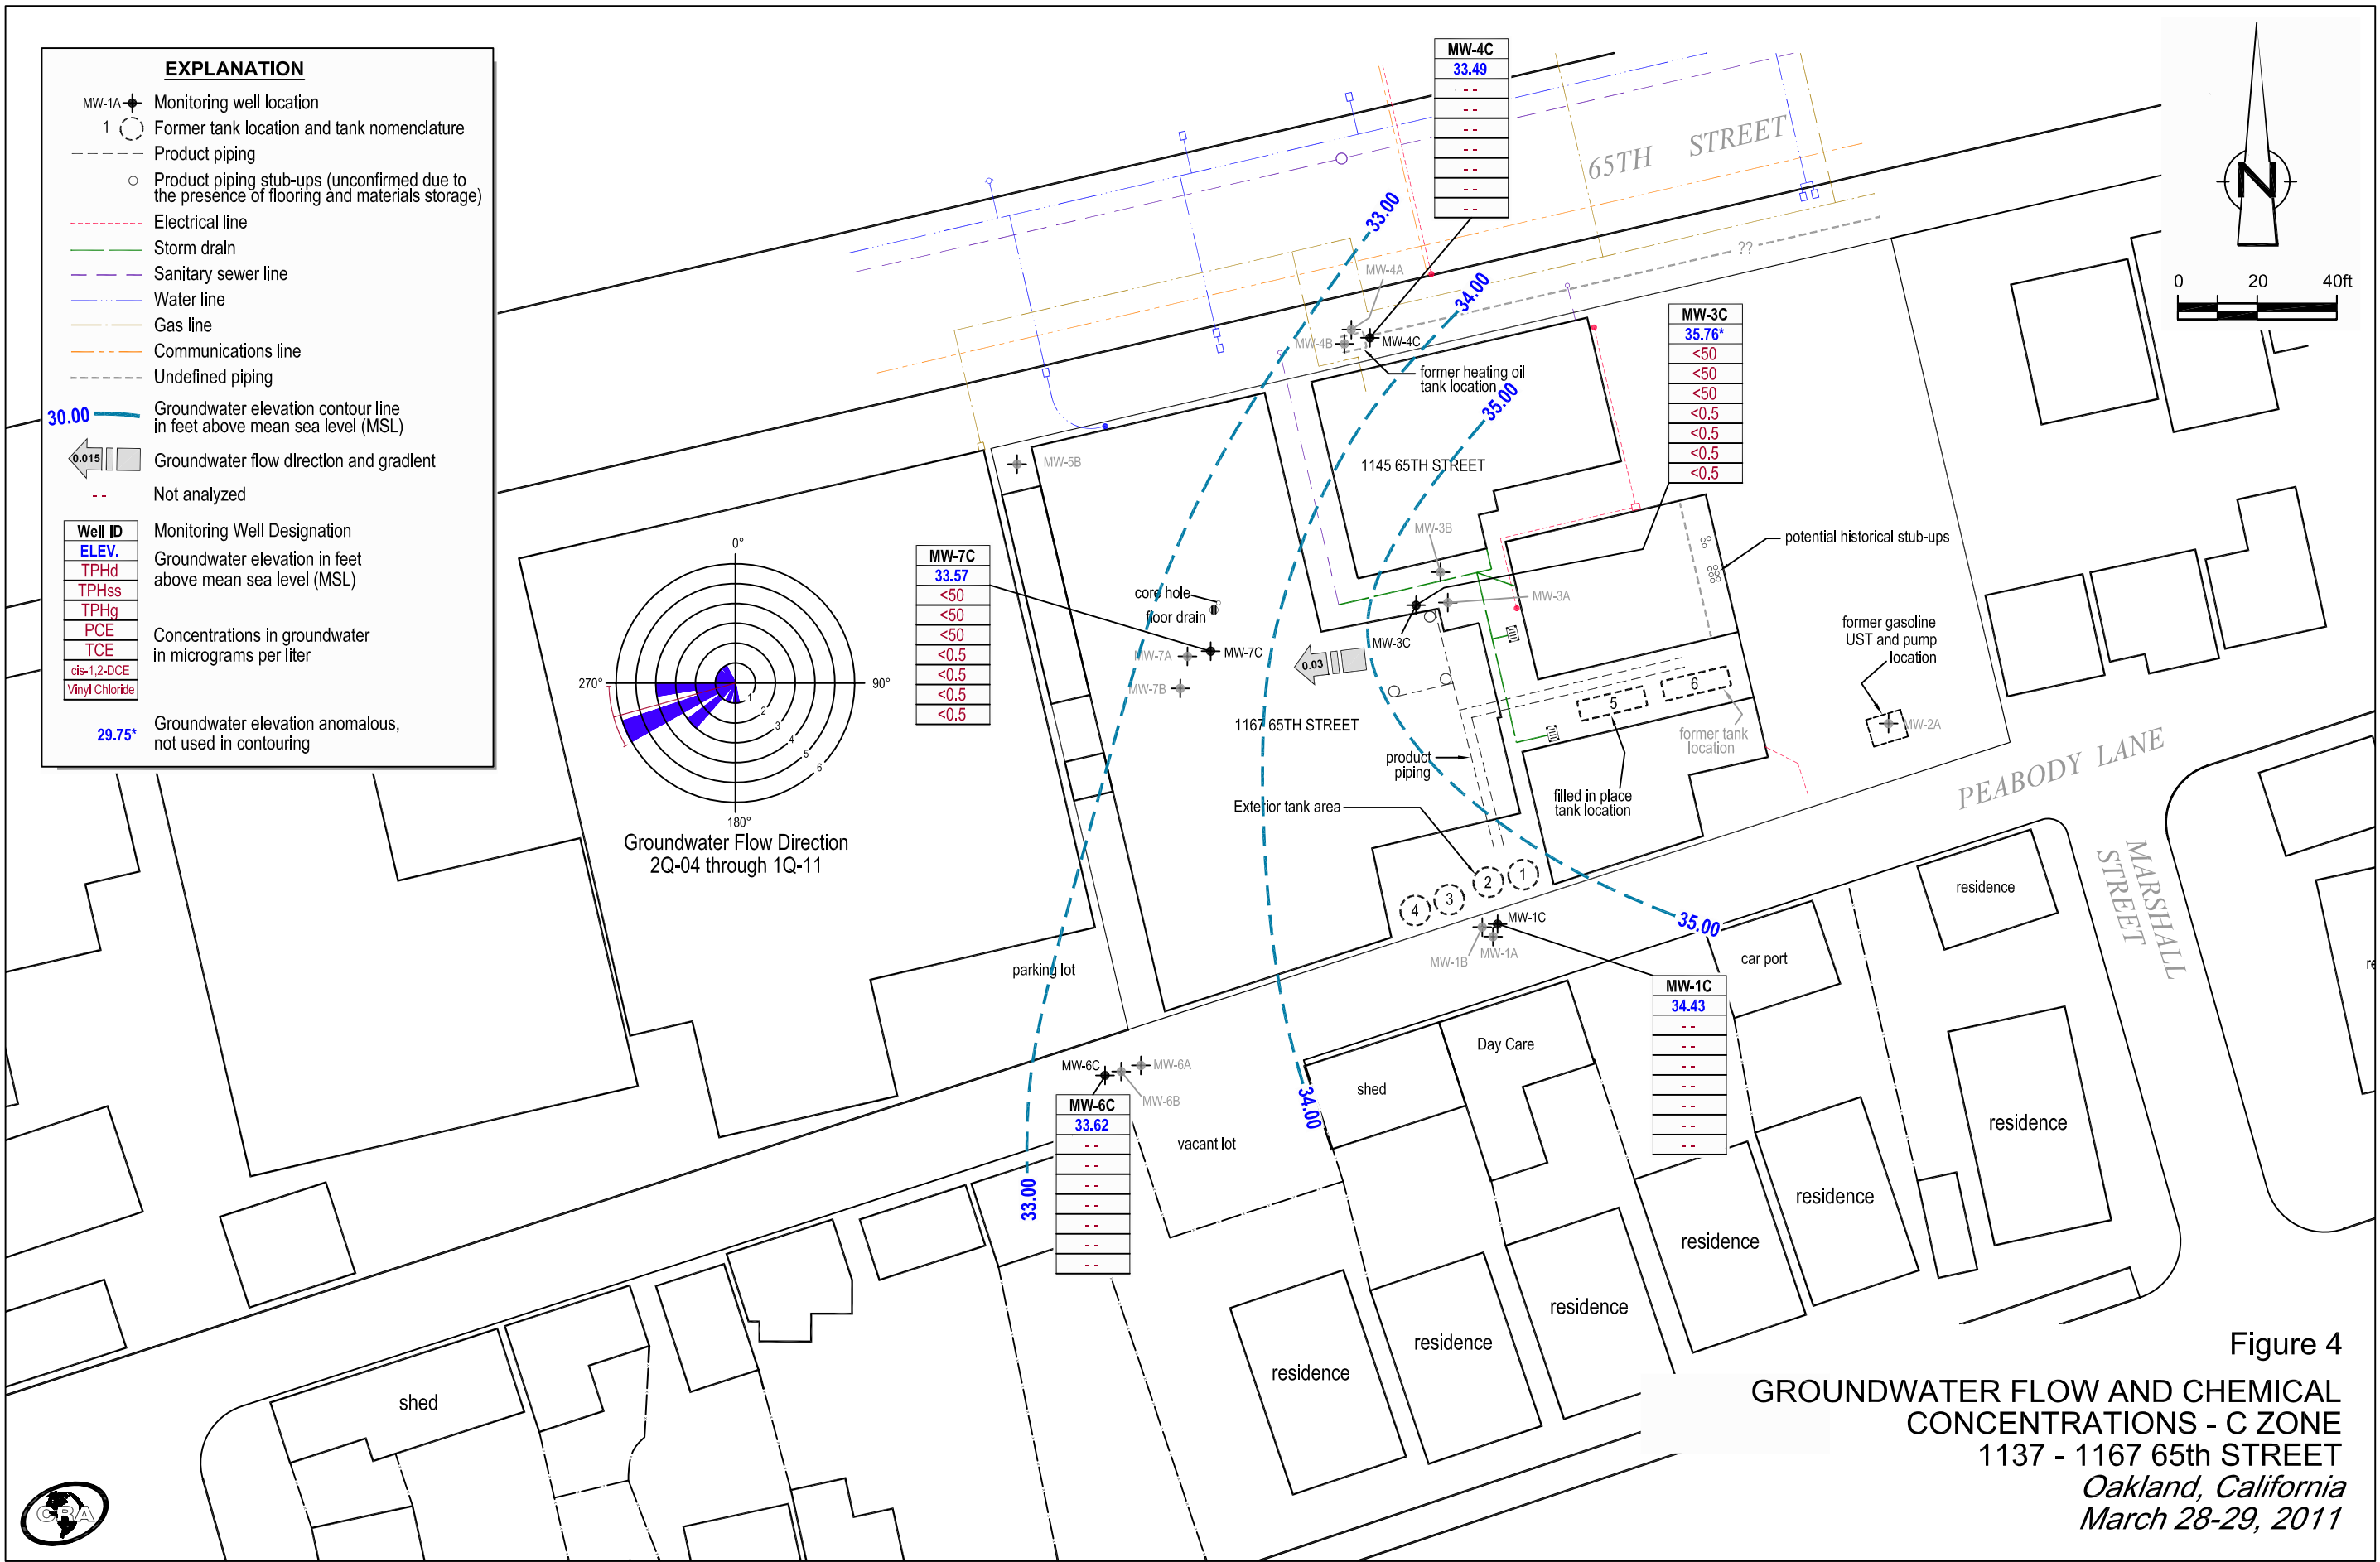 EXPLANATION
MW-1A Monitoring well location
1 Former tank location and tank nomenclature
Product piping
Product piping stub-ups (unconfirmed due to
the presence of flooring and materials storage)
Electrical line
Storm drain
Sanitary sewer line
Water line
Gas line
Communications line
Undefined piping
30.00 Groundwater elevation contour line
in feet above mean sea level (MSL)
0.015 Groundwater flow direction and gradient
- - Not analyzed
Well ID Monitoring Well Designation
ELEV. Groundwater elevation in feet
above mean sea level (MSL)
TPHd
TPHss
TPHg
PCE
TCE
cis-1,2-DCE
Vinyl Chloride
Concentrations in groundwater
in micrograms per liter
29.75* Groundwater elevation anomalous,
not used in contouring
MW-4C
33.49
- -
- -
- -
- -
- -
- -
- -
65TH STREET
N
0 20 40ft
33.00
34.00
35.00
??
MW-4A
MW-4B
MW-4C
former heating oil
tank location
MW-3C
35.76*
<50
<50
<50
<0.5
<0.5
<0.5
<0.5
1145 65TH STREET
MW-5B
MW-3B
MW-3A
MW-3C
potential historical stub-ups
0°
90°
180°
270°
1
2
3
4
5
6
Groundwater Flow Direction
2Q-04 through 1Q-11
MW-7C
33.57
<50
<50
<50
<0.5
<0.5
<0.5
<0.5
core hole
floor drain
MW-7A
MW-7C
MW-7B
0.03
1167 65TH STREET
product
piping
Exterior tank area
5
6
filled in place
tank location
former tank
location
former gasoline
UST and pump
location
MW-2A
PEABODY LANE
MARSHALL
STREET
4
3
2
1
MW-1C
MW-1B
MW-1A
35.00
car port
residence
MW-1C
34.43
- -
- -
- -
- -
- -
- -
- -
parking lot
MW-6C
MW-6A
MW-6B
MW-6C
33.62
- -
- -
- -
- -
- -
- -
- -
33.00
34.00
vacant lot
shed
Day Care
residence
residence
residence
residence
residence
residence
shed
re
CRA
Figure 4
GROUNDWATER FLOW AND CHEMICAL
CONCENTRATIONS - C ZONE
1137 - 1167 65th STREET
Oakland, California
March 28-29, 2011